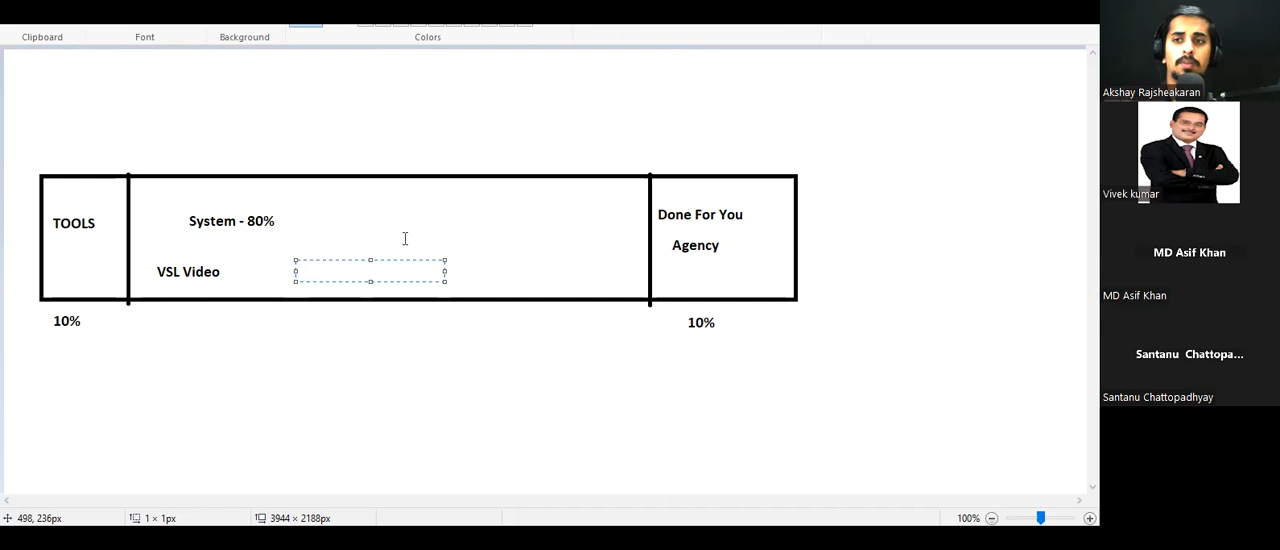 Clipboard
Font
Background
Colors
TOOLS
System - 80%
VSL Video
Done For You
Agency
10%
10%
498, 236px
1 × 1px
3944 × 2188px
100%
Akshay Rajsheakaran
Vivek kumar
MD Asif Khan
MD Asif Khan
Santanu Chattopa...
Santanu Chattopadhyay